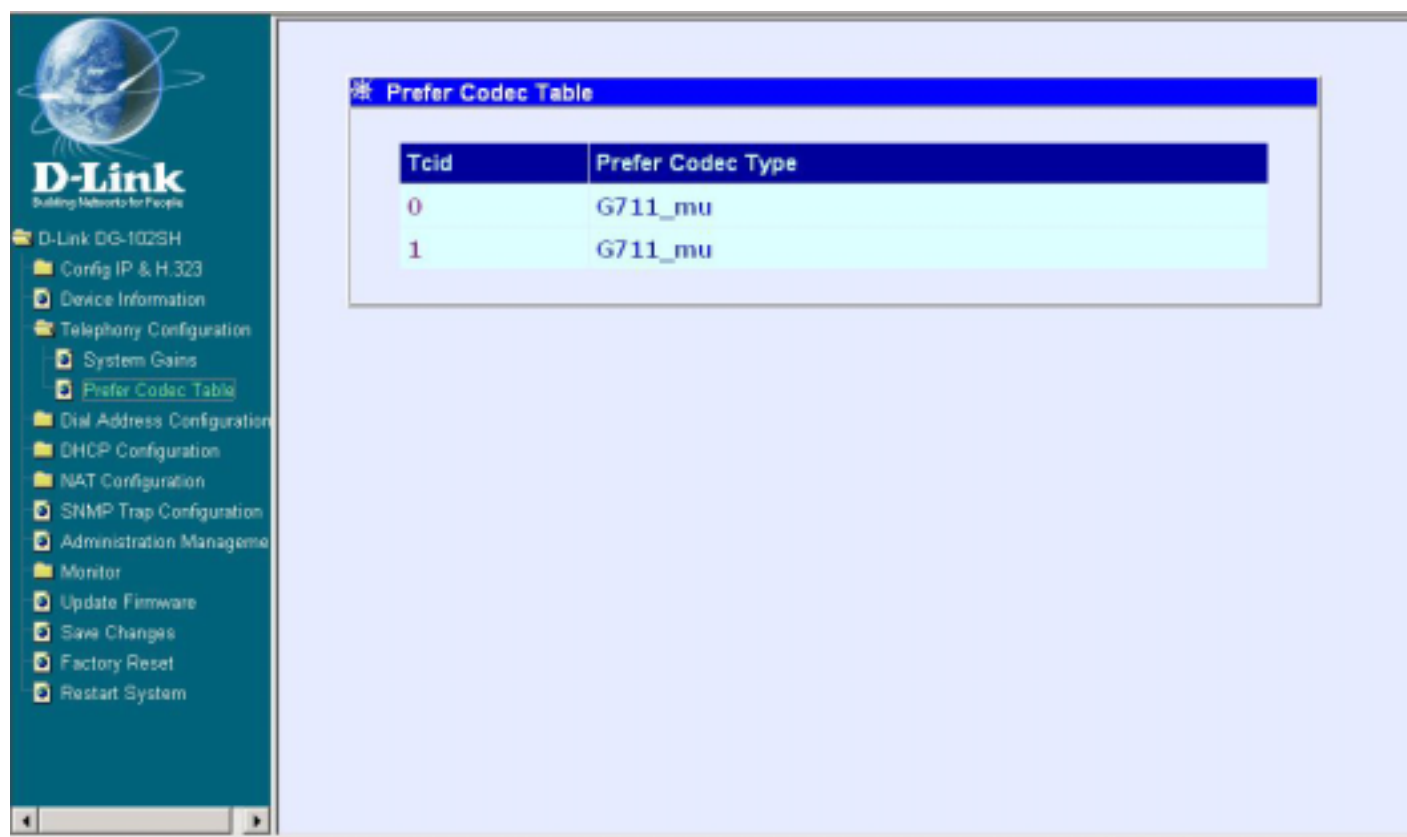 D-Link
Building Networks for People
D-Link DG-102SH
Config IP & H.323
Device Information
Telephony Configuration
System Gains
Prefer Codec Table
Dial Address Configuration
DHCP Configuration
NAT Configuration
SNMP Trap Configuration
Administration Manageme
Monitor
Update Firmware
Save Changes
Factory Reset
Restart System
Prefer Codec Table
Tcid Prefer Codec Type
0 G711_mu
1 G711_mu